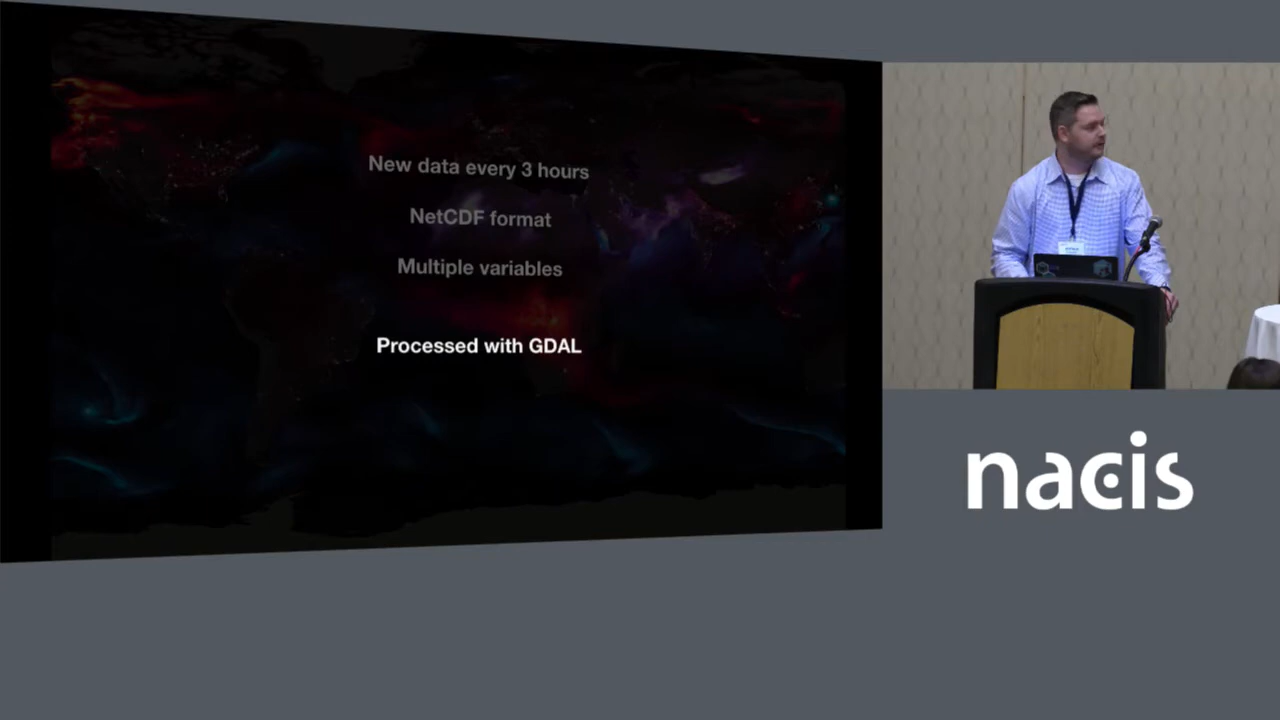 New data every 3 hours
NetCDF format
Multiple variables
Processed with GDAL
nacis